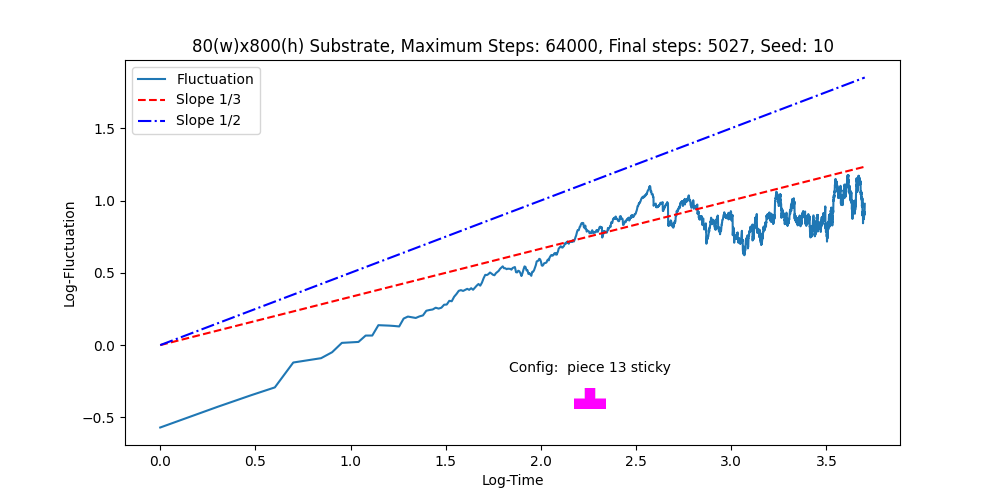 80(w)x800(h) Substrate, Maximum Steps: 64000, Final steps: 5027, Seed: 10
Fluctuation
Slope 1/3
Slope 1/2
Log-Fluctuation
1.5
1.0
0.5
0.0
−0.5
Config:  piece 13 sticky
0.0 0.5 1.0 1.5 2.0 2.5 3.0 3.5
Log-Time